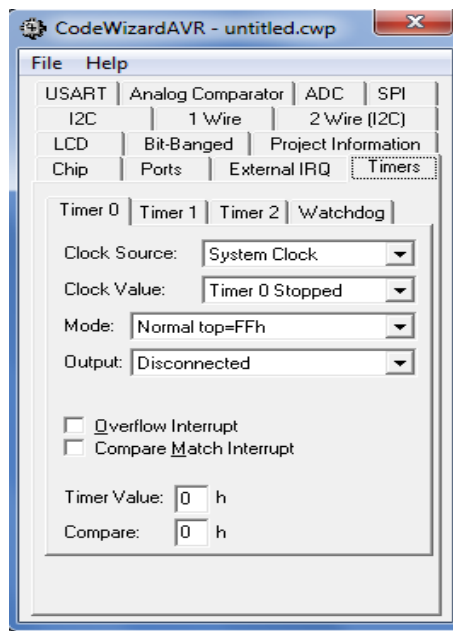 CodeWizardAVR - untitled.cwp
File Help
USART Analog Comparator ADC SPI
I2C 1 Wire 2 Wire (I2C)
LCD Bit-Banged Project Information
Chip Ports External IRQ Timers
Timer 0 Timer 1 Timer 2 Watchdog
Clock Source: System Clock
Clock Value: Timer 0 Stopped
Mode: Normal top=FFh
Output: Disconnected
Overflow Interrupt
Compare Match Interrupt
Timer Value: 0 h
Compare: 0 h